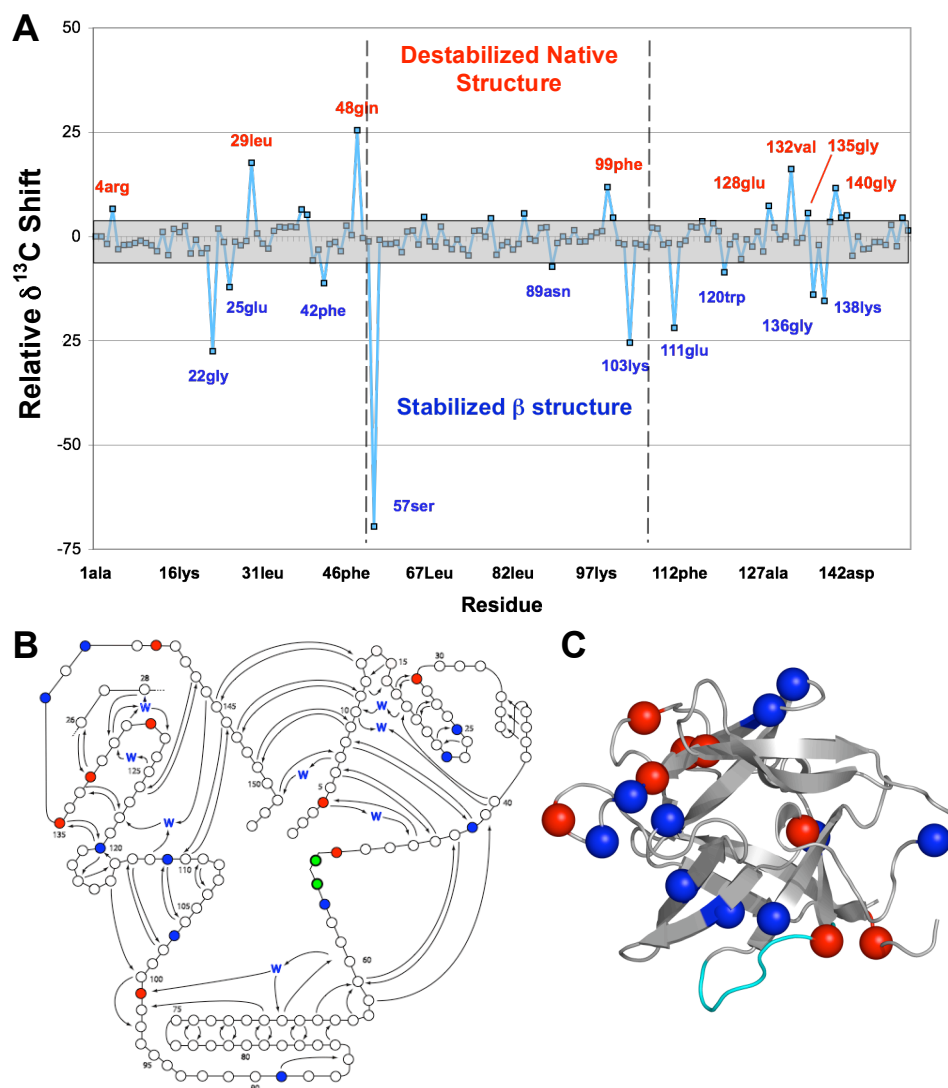 A
Relative δ 13C Shift
50
25
0
25
-50
-75
Destabilized Native
Structure
Stabilized β structure
4arg
29leu
48gln
99phe
128glu
132val
135gly
140gly
22gly
25glu
42phe
57ser
89asn
103lys
111glu
120trp
136gly
138lys
1ala 16lys 31leu 46phe 67Leu 82leu 97lys 112phe 127ala 142asp
Residue
B
28
26
W
W
125
135
W
120
110
105
100
95
90
80
75
60
W
145
150
W
10
15
W
W
5
W
30
25
40
C